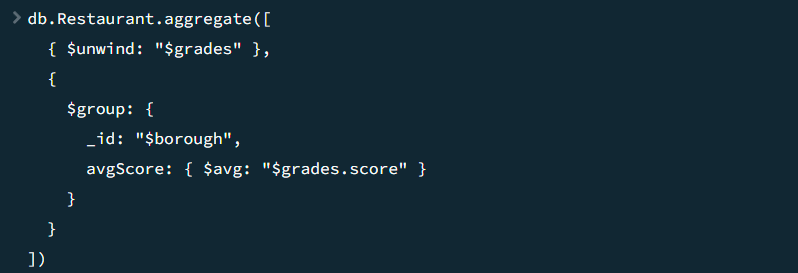 > db.Restaurant.aggregate([
{ $unwind: "$grades" },
{
$group: {
_id: "$borough",
avgScore: { $avg: "$grades.score" }
}
}
])